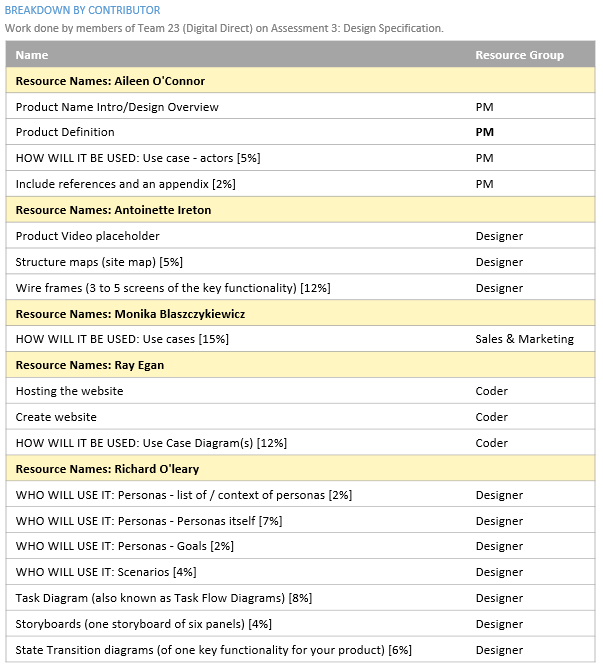 BREAKDOWN BY CONTRIBUTOR
Work done by members of Team 23 (Digital Direct) on Assessment 3: Design Specification.
Name Resource Group
Resource Names: Aileen O'Connor
Product Name Intro/Design Overview PM
Product Definition PM
HOW WILL IT BE USED: Use case - actors [5%] PM
Include references and an appendix [2%] PM
Resource Names: Antoinette Ireton
Product Video placeholder Designer
Structure maps (site map) [5%] Designer
Wire frames (3 to 5 screens of the key functionality) [12%] Designer
Resource Names: Monika Blaszczykiewicz
HOW WILL IT BE USED: Use cases [15%] Sales & Marketing
Resource Names: Ray Egan
Hosting the website Coder
Create website Coder
HOW WILL IT BE USED: Use Case Diagram(s) [12%] Coder
Resource Names: Richard O'leary
WHO WILL USE IT: Personas - list of / context of personas [2%] Designer
WHO WILL USE IT: Personas - Personas itself [7%] Designer
WHO WILL USE IT: Personas - Goals [2%] Designer
WHO WILL USE IT: Scenarios [4%] Designer
Task Diagram (also known as Task Flow Diagrams) [8%] Designer
Storyboards (one storyboard of six panels) [4%] Designer
State Transition diagrams (of one key functionality for your product) [6%] Designer